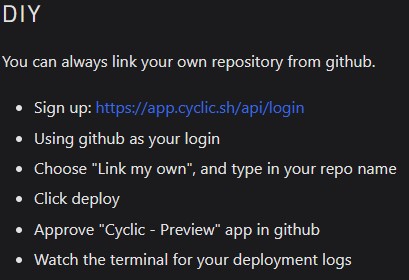 DIY
You can always link your own repository from github.
Sign up: https://app.cyclic.sh/api/login
Using github as your login
Choose "Link my own", and type in your repo name
Click deploy
Approve "Cyclic - Preview" app in github
Watch the terminal for your deployment logs